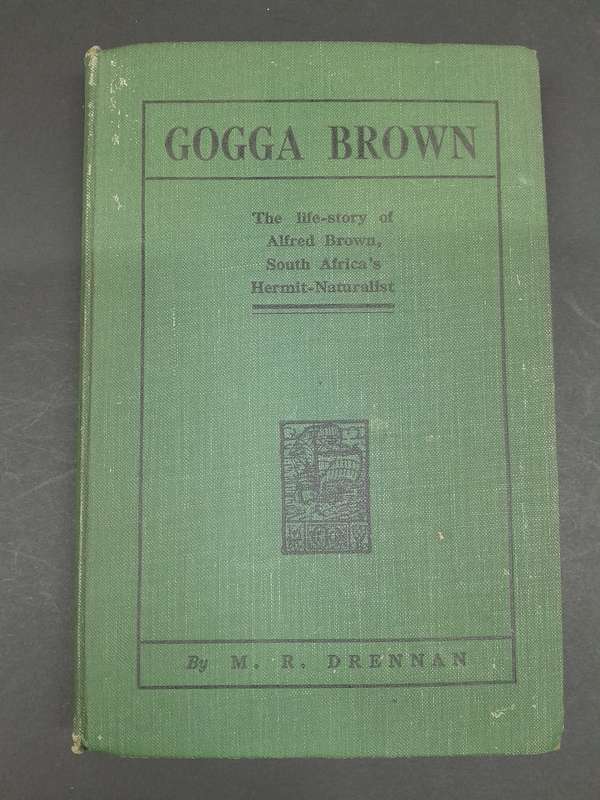 GOGGA BROWN
The life-story of
Alfred Brown,
South Africa's
Hermit-Naturalist
By M. R. DRENNAN